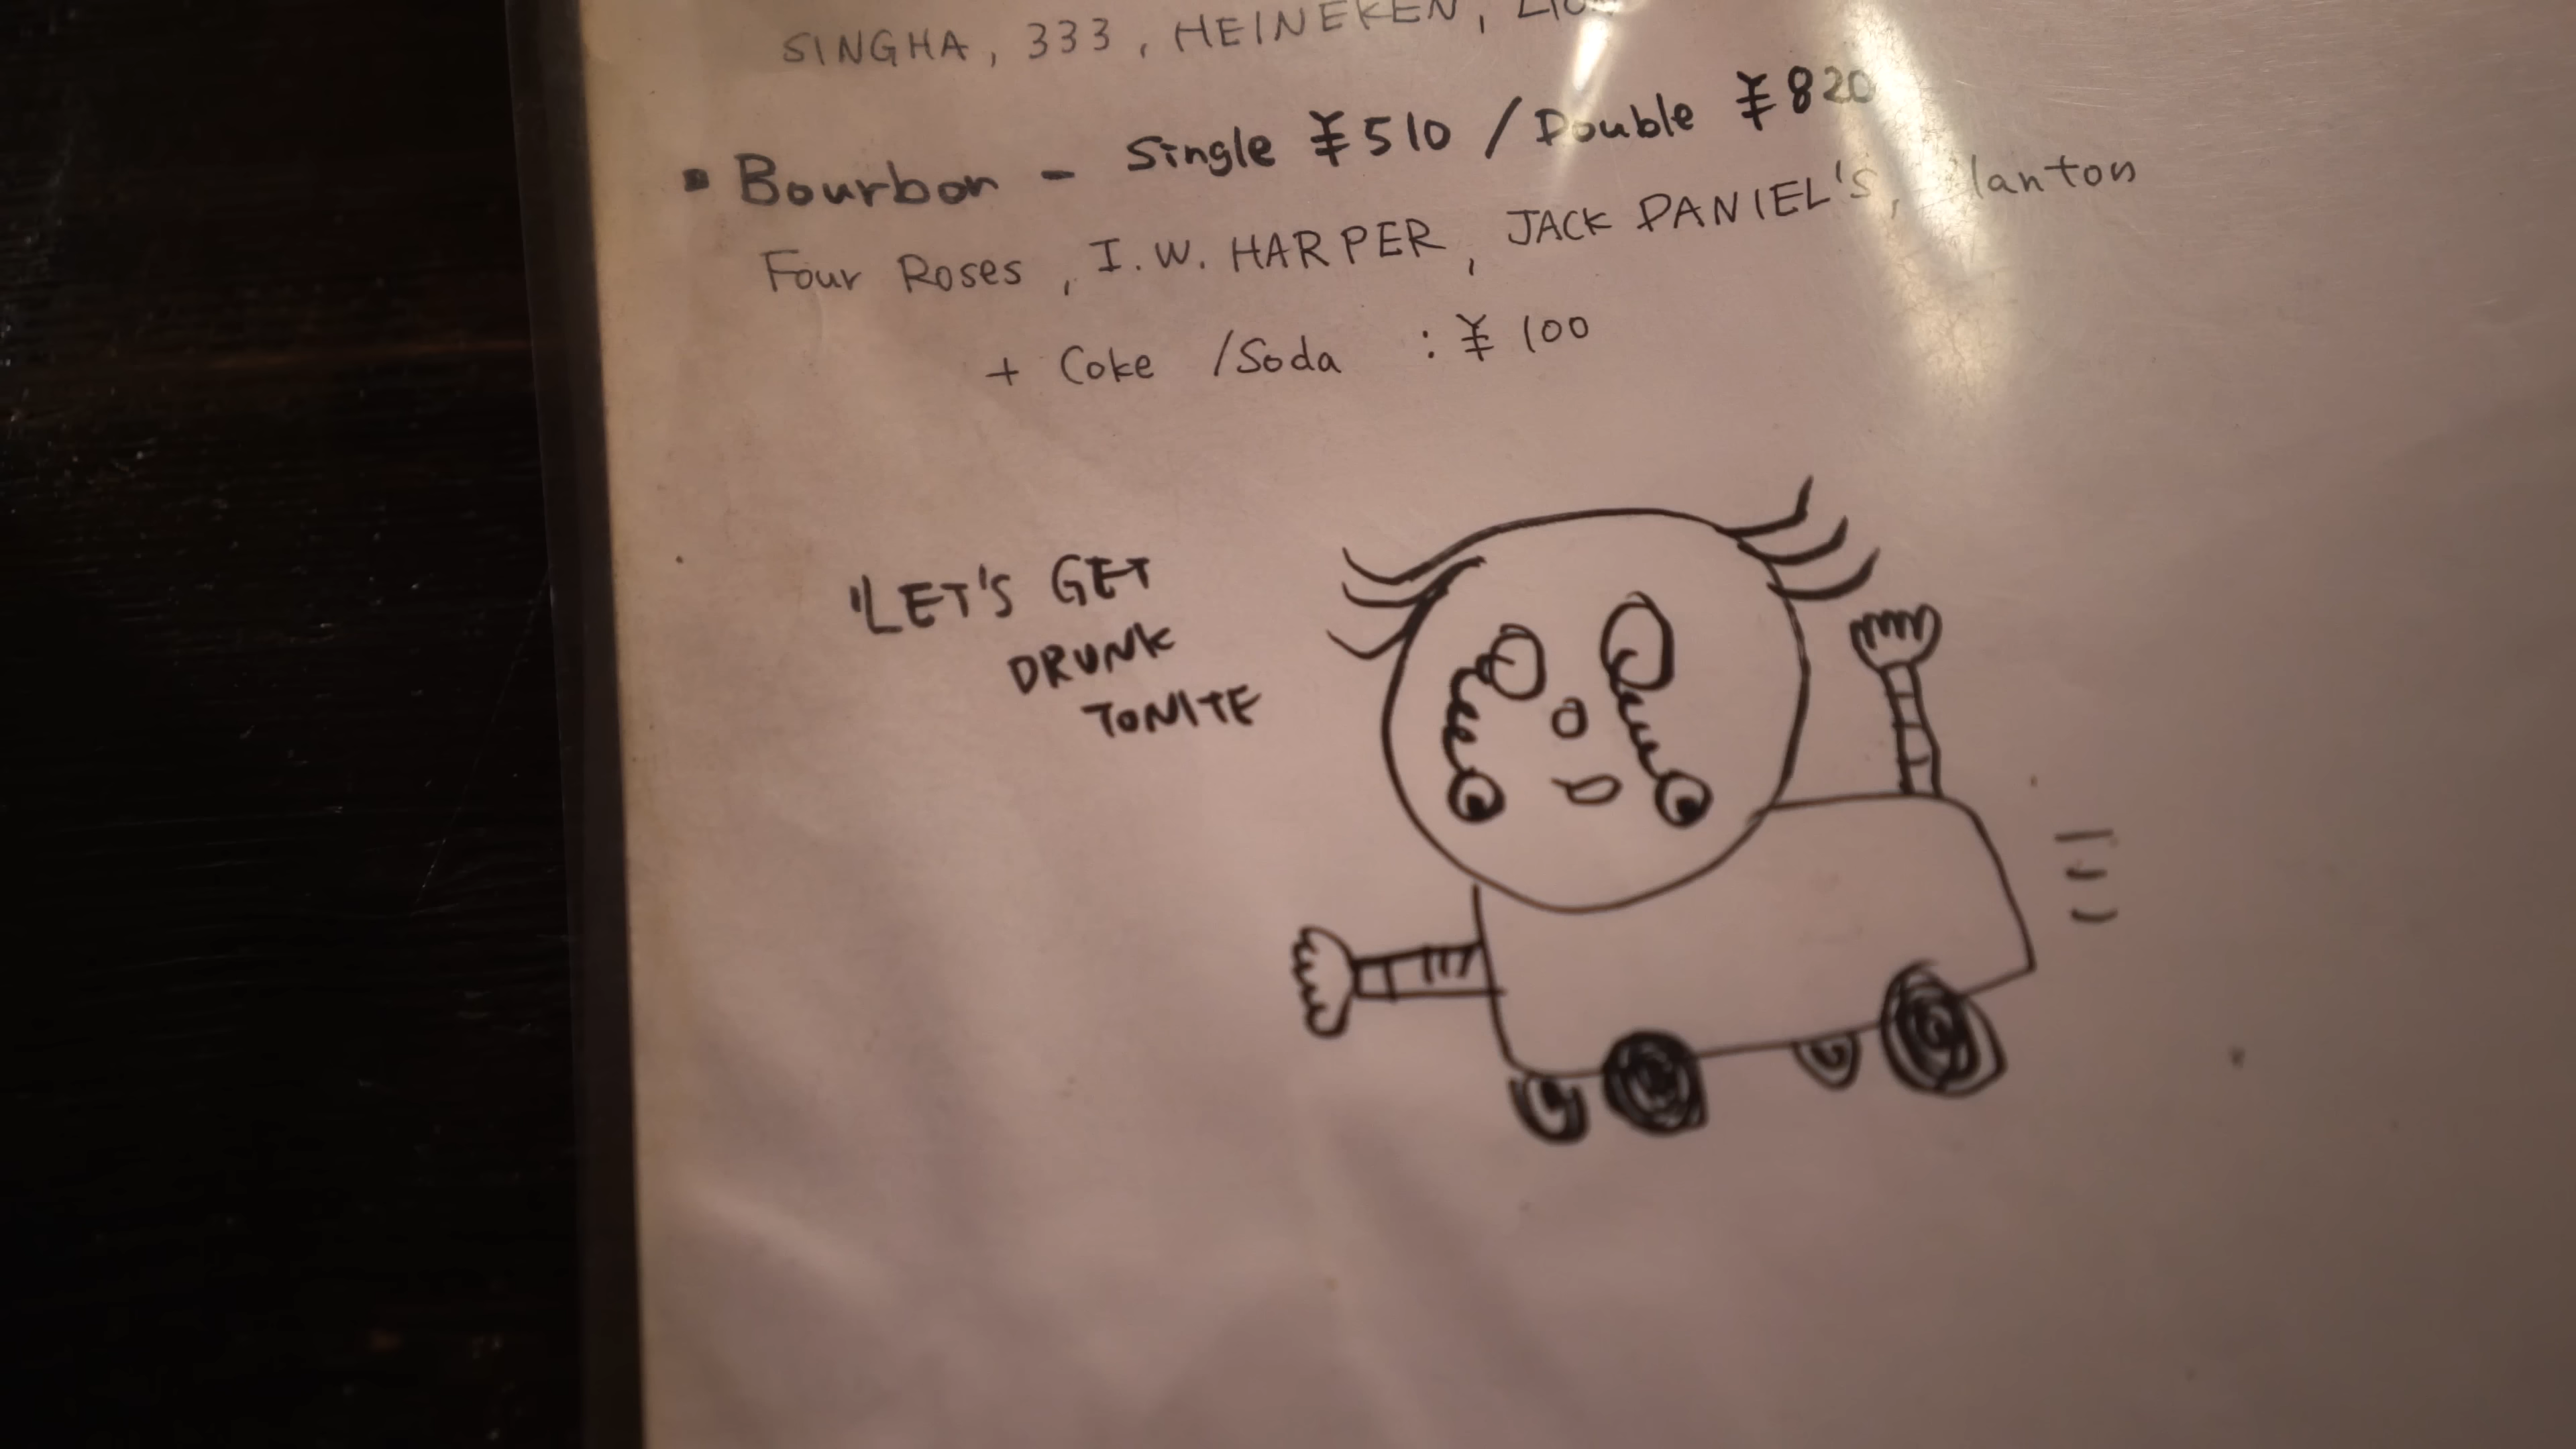 SINGHA, 333, HEINEKEN,
▪ Bourbon - Single ¥510 / Double ¥820
Four Roses, I.W. HARPER, JACK DANIEL'S,
+ Coke /Soda : ¥100
"LET'S GET
DRUNK
TONITE